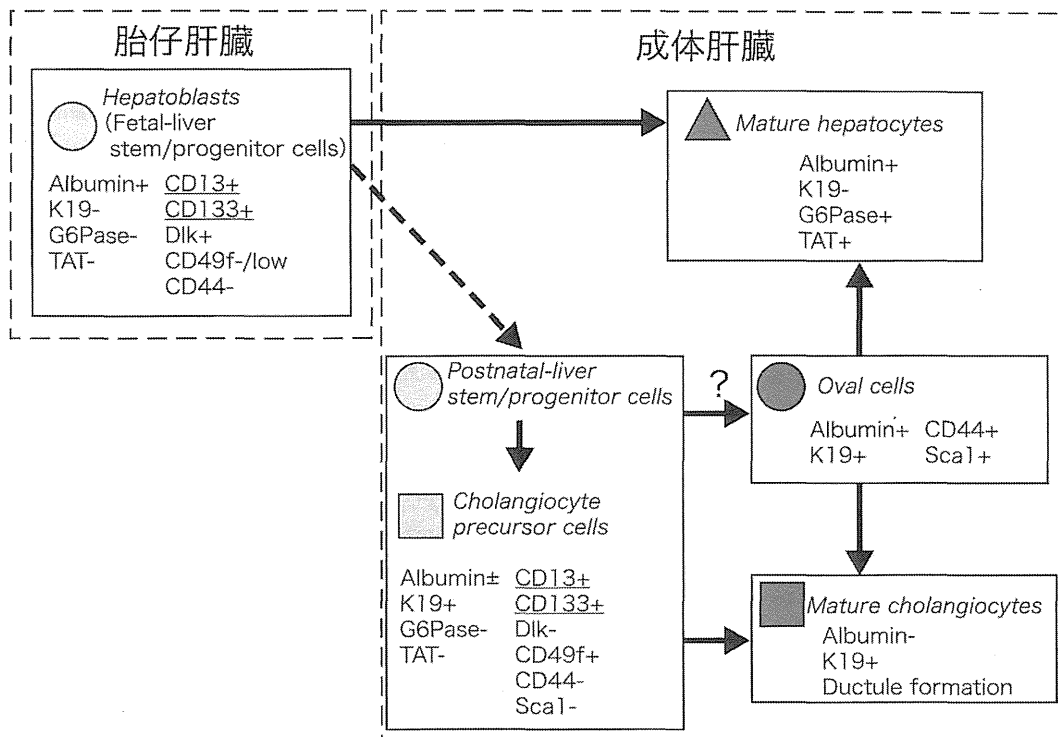 胎仔肝臓
Hepatoblasts
(Fetal-liver
stem/progenitor cells)
Albumin+ CD13+
K19- CD133+
G6Pase- Dlk+
TAT- CD49f-/low
CD44-
成体肝臓
Mature hepatocytes
Albumin+
K19-
G6Pase+
TAT+
Postnatal-liver
stem/progenitor cells
Cholangiocyte
precursor cells
Albumin± CD13+
K19+ CD133+
G6Pase- Dlk-
TAT- CD49f+
CD44-
Sca1-
?
Oval cells
Albumin+ CD44+
K19+ Sca1+
Mature cholangiocytes
Albumin-
K19+
Ductule formation